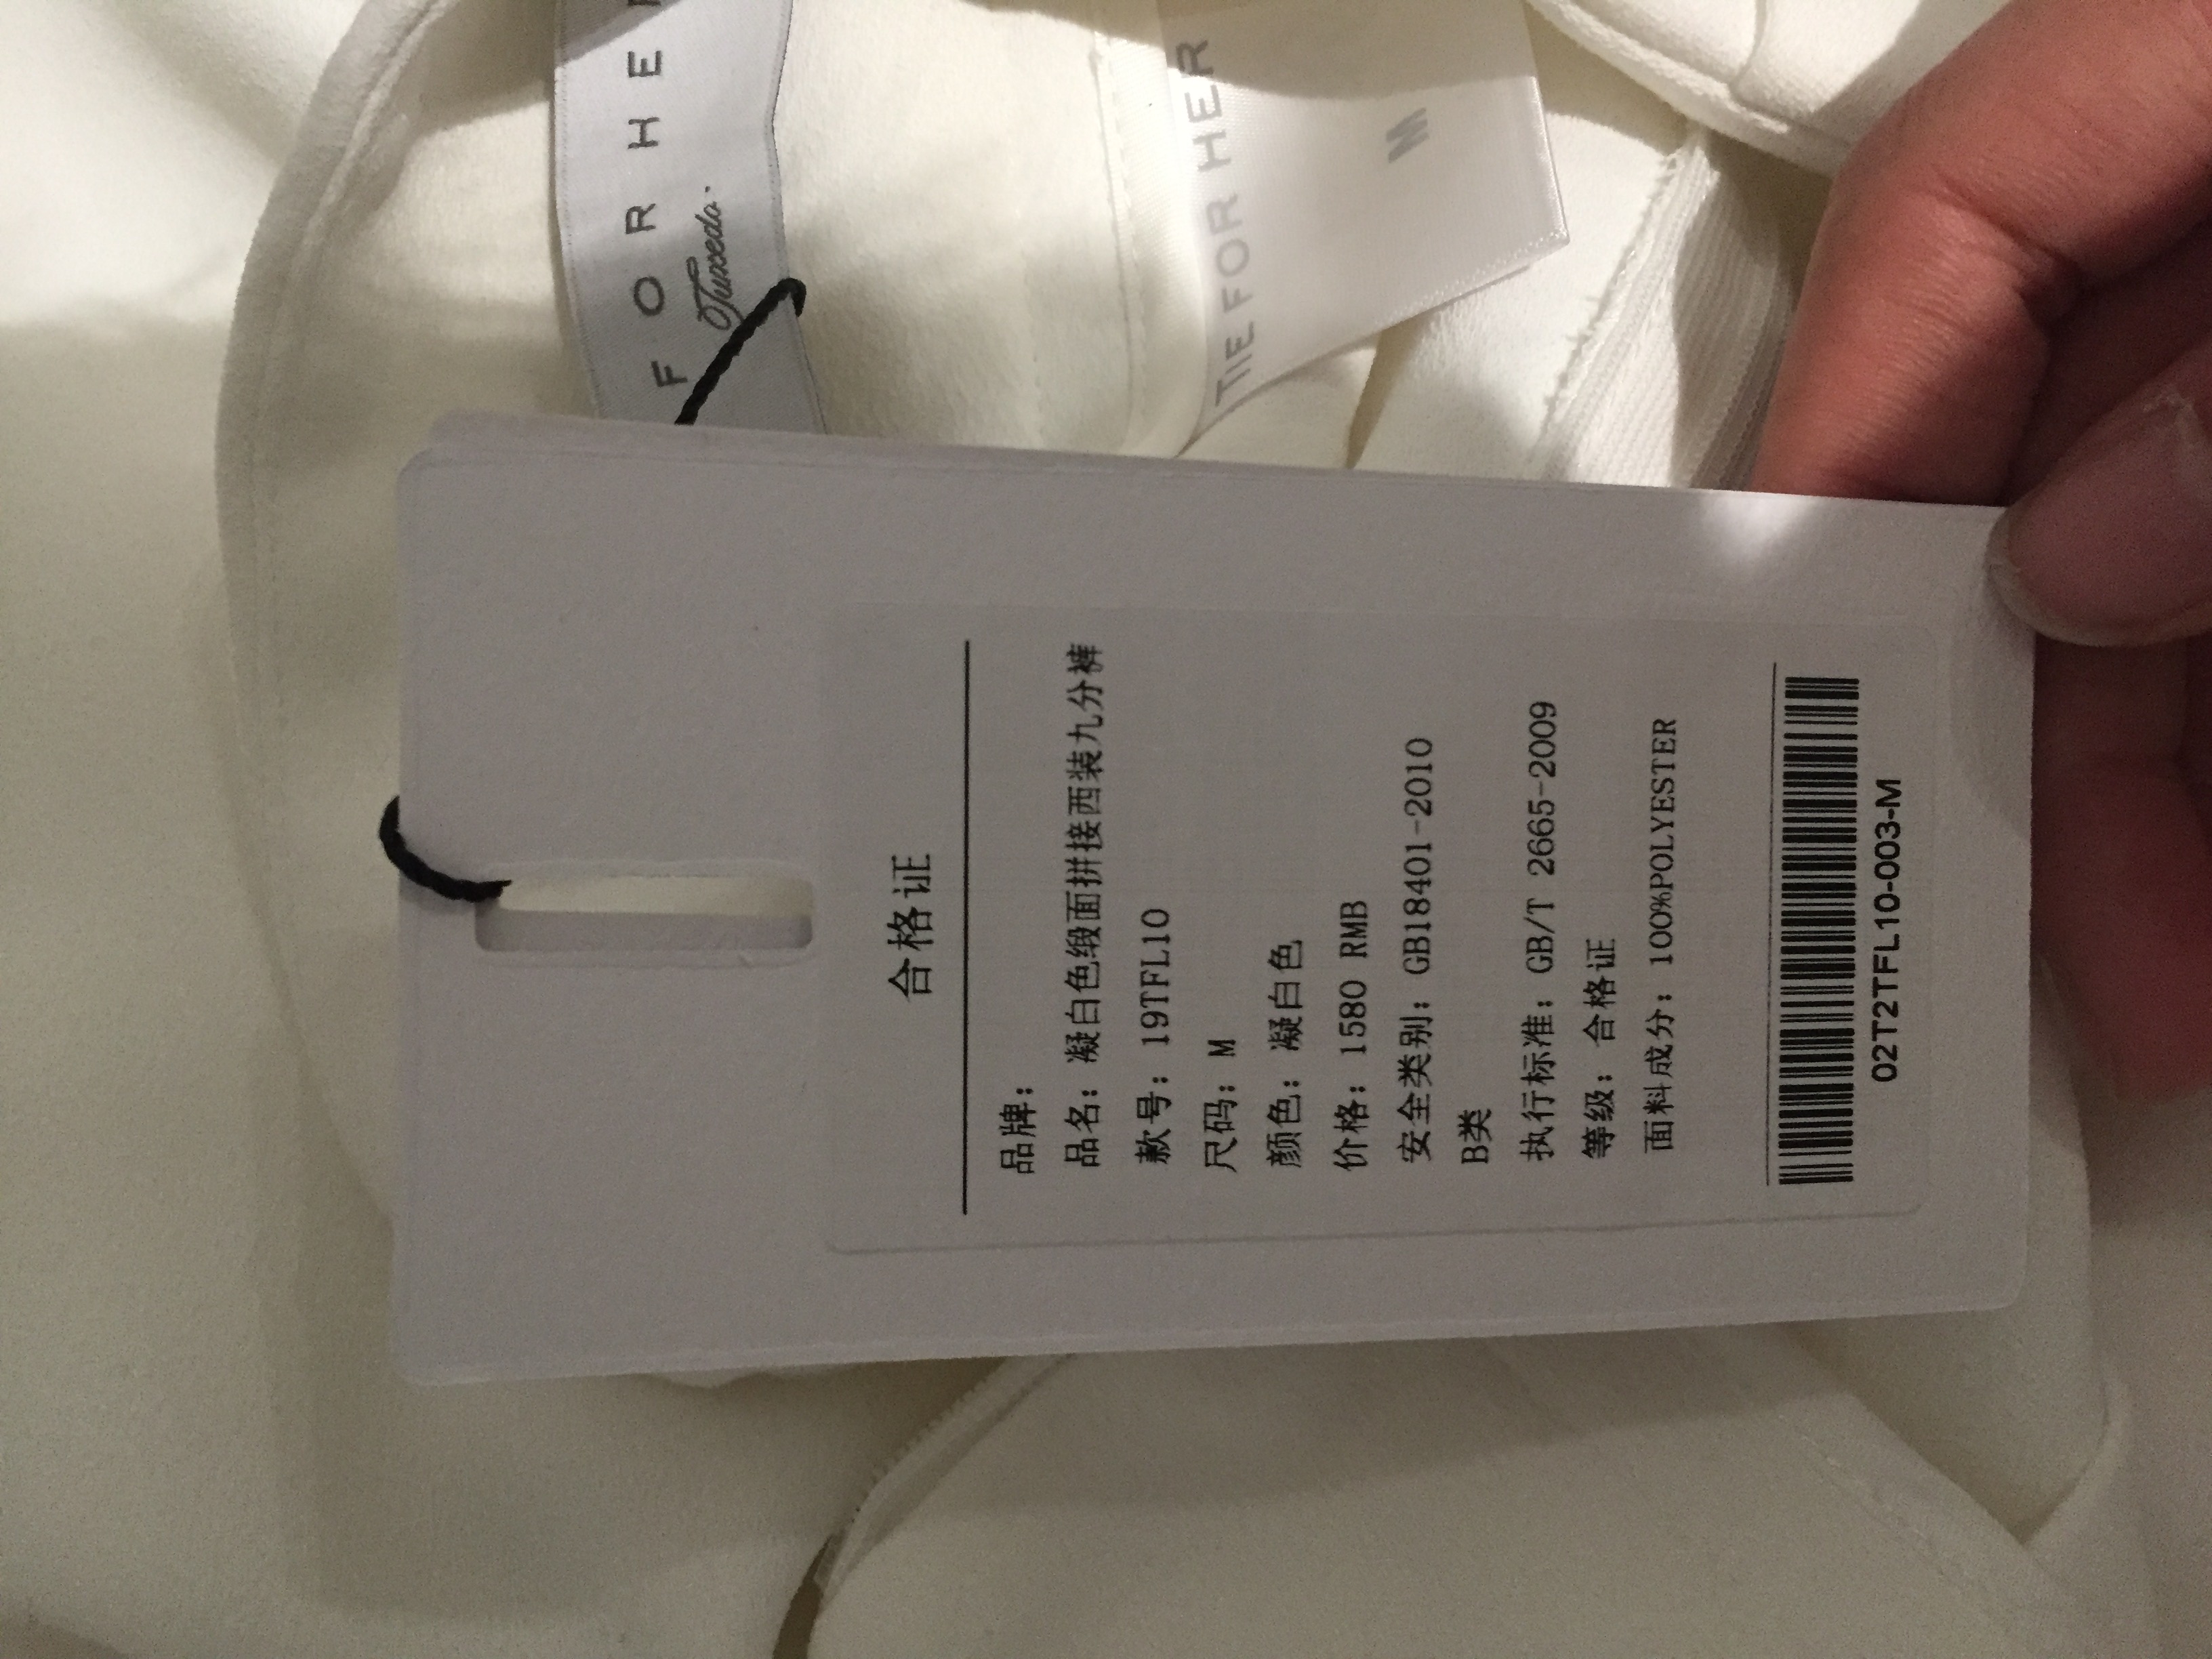 FOR HER
Tuxedo.
合格证
品牌:
品名: 凝白色缎面拼接西装九分裤
款号: 19TFL10
尺码: M
颜色: 凝白色
价格: 1580 RMB
安全类别: GB18401-2010
B类
执行标准: GB/T 2665-2009
等级: 合格证
面料成分: 100%POLYESTER
02T2TFL10-003-M
TIE FOR HER
M